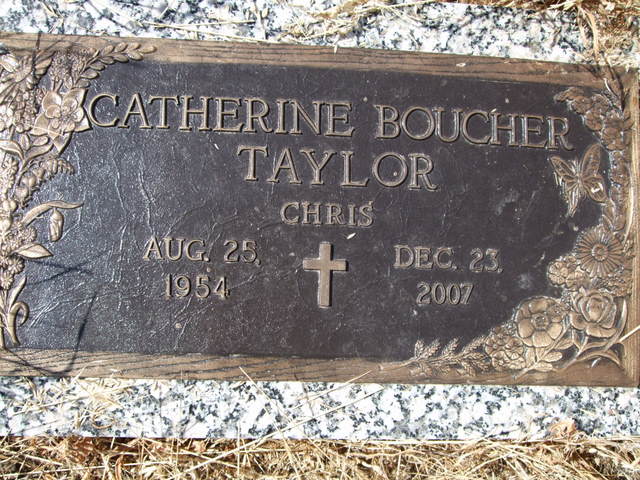 CATHERINE BOUCHER
TAYLOR
CHRIS
AUG. 25, 1954
DEC. 23, 2007